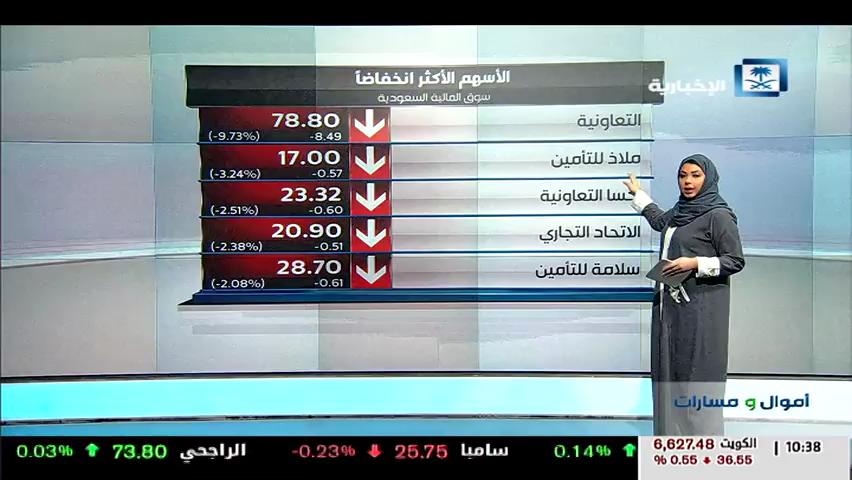 الأسهم الأكثر انخفاضاً
سوق المالية السعودية
الإخبارية
التعاونية 78.80 -8.49 (-9.73%)
ملاذ للتأمين 17.00 -0.57 (-3.24%)
حسا التعاونية 23.32 -0.60 (-2.51%)
الاتحاد التجاري 20.90 -0.51 (-2.38%)
سلامة للتأمين 28.70 -0.61 (-2.08%)
أموال و مسارات
10:38 الكويت 6,627.48
% 0.55 36.55
0.14% سامبا 25.75 -0.23% الراجحي 73.80 0.03%